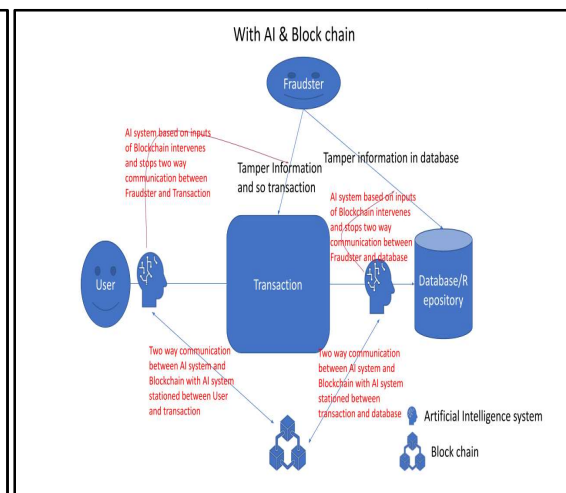 With AI & Block chain
Fraudster
AI system based on inputs
of Blockchain intervenes
and stops two way
communication between
Fraudster and Transaction
Tamper Information
and so transaction
Tamper information in database
AI system based on inputs
of Blockchain intervenes
and stops two way
communication between
Fraudster and database
User
Transaction
Database/R
epository
Two way communication
between AI system and
Blockchain with AI system
stationed between User
and transaction
Two way communication
between AI system and
Blockchain with AI system
stationed between
transaction and database
Artificial Intelligence system
Block chain